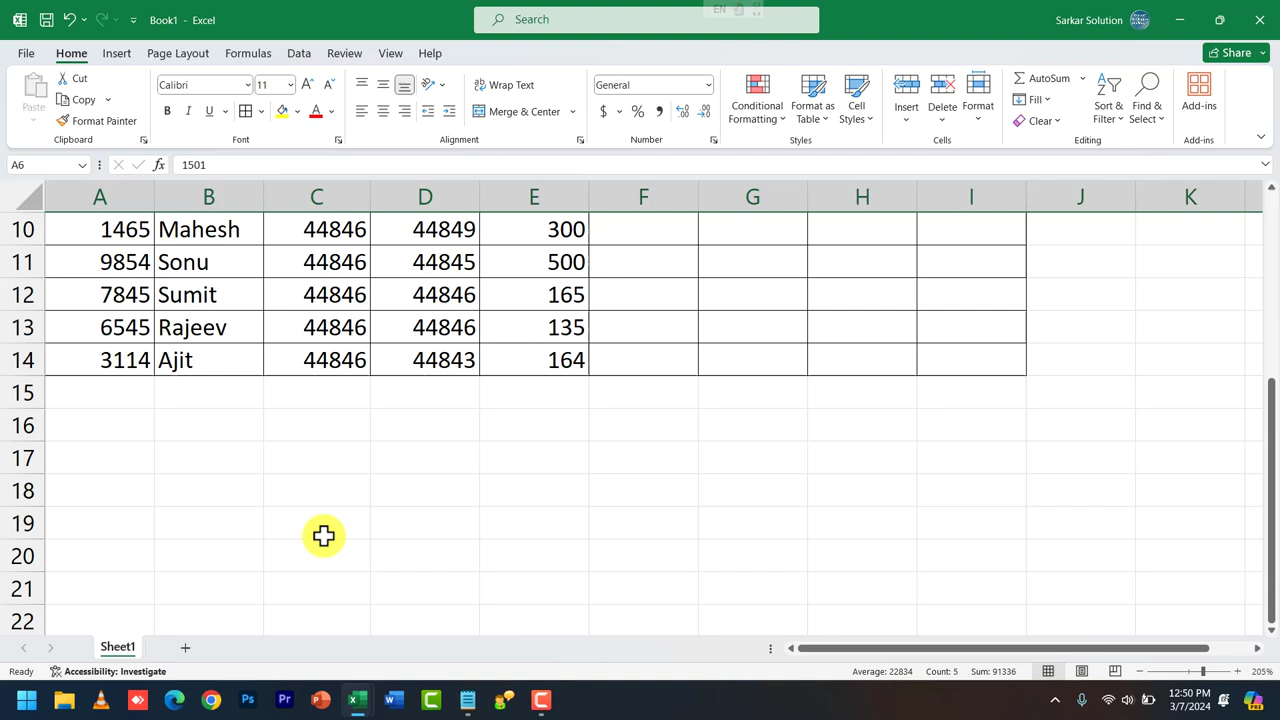 Book1 - Excel
Search
EN
Sarkar Solution
File Home Insert Page Layout Formulas Data Review View Help
Share
Paste
Cut
Copy
Format Painter
Clipboard
Calibri 11
B I U
Font
Wrap Text
Merge & Center
Alignment
General
$ % ,
Number
Conditional Formatting
Format as Table
Cell Styles
Styles
Insert Delete Format
Cells
AutoSum
Fill
Clear
Sort & Filter
Find & Select
Editing
Add-ins
Add-ins
A6 fx 1501
A B C D E F G H I J K
10 1465 Mahesh 44846 44849 300
11 9854 Sonu 44846 44845 500
12 7845 Sumit 44846 44846 165
13 6545 Rajeev 44846 44846 135
14 3114 Ajit 44846 44843 164
15
16
17
18
19
20
21
22
Sheet1
Ready Accessibility: Investigate Average: 22834 Count: 5 Sum: 91336 205%
12:50 PM
3/7/2024